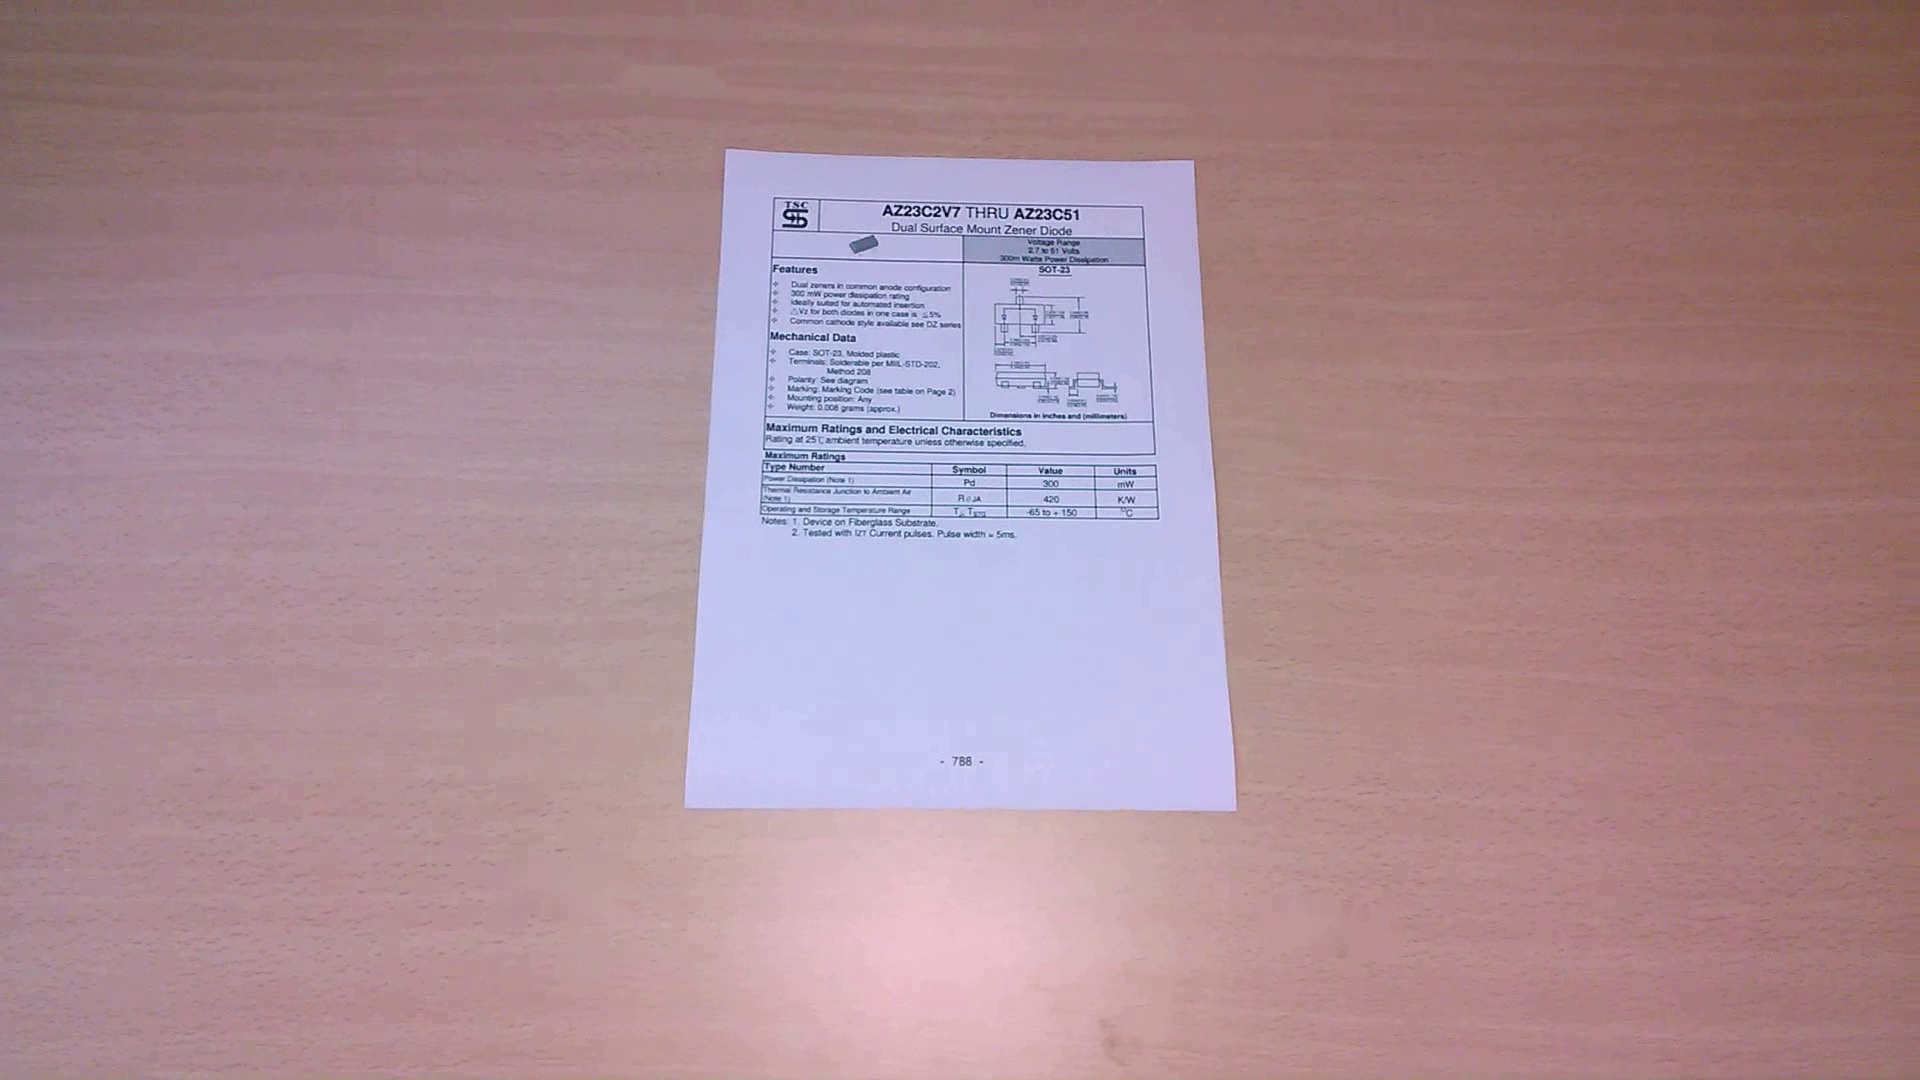 TSC
AZ23C2V7 THRU AZ23C51
Dual Surface Mount Zener Diode
Voltage Range
2.7 to 51 Volts
300m Watts Power Dissipation
SOT-23
Features
Dual zeners in common anode configuration
300 mW power dissipation rating
Ideally suited for automated insertion
△Vz for both diodes in one case is ≦5%
Common cathode style available see DZ series
Mechanical Data
Case: SOT-23, Molded plastic
Terminals: Solderable per MIIL-STD-202,
Method 208
Polarity: See diagram
Marking: Marking Code (see table on Page 2)
Mounting position: Any
Weight: 0.008 grams (approx.)
Dimensions in inches and (millimeters)
Maximum Ratings and Electrical Characteristics
Rating at 25℃ ambient temperature unless otherwise specified.
Maximum Ratings
Type Number Symbol Value Units
Power Dissipation (Note 1) Pd 300 mW
Thermal Resistance Junction to Ambient Air
(Note 1) RθJA 420 K/W
Operating and Storage Temperature Range TJ, TSTG -65 to + 150 °C
Notes: 1. Device on Fiberglass Substrate.
2. Tested with IZT Current pulses. Pulse width = 5ms.
- 788 -